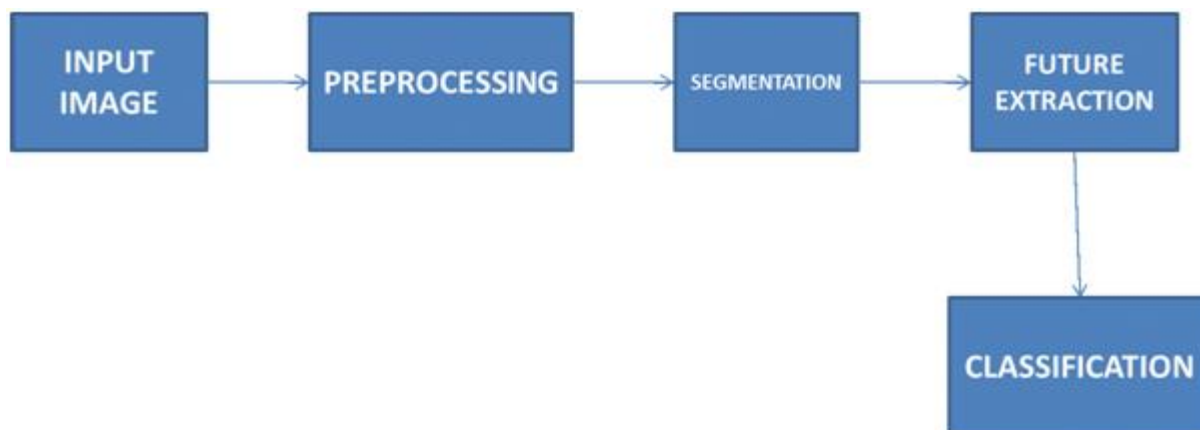 INPUT
IMAGE
PREPROCESSING
SEGMENTATION
FUTURE
EXTRACTION
CLASSIFICATION